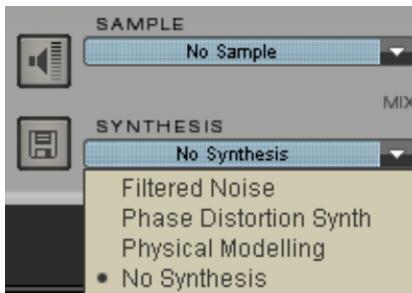 SAMPLE
No Sample
MIX
SYNTHESIS
No Synthesis
Filtered Noise
Phase Distortion Synth
Physical Modelling
• No Synthesis